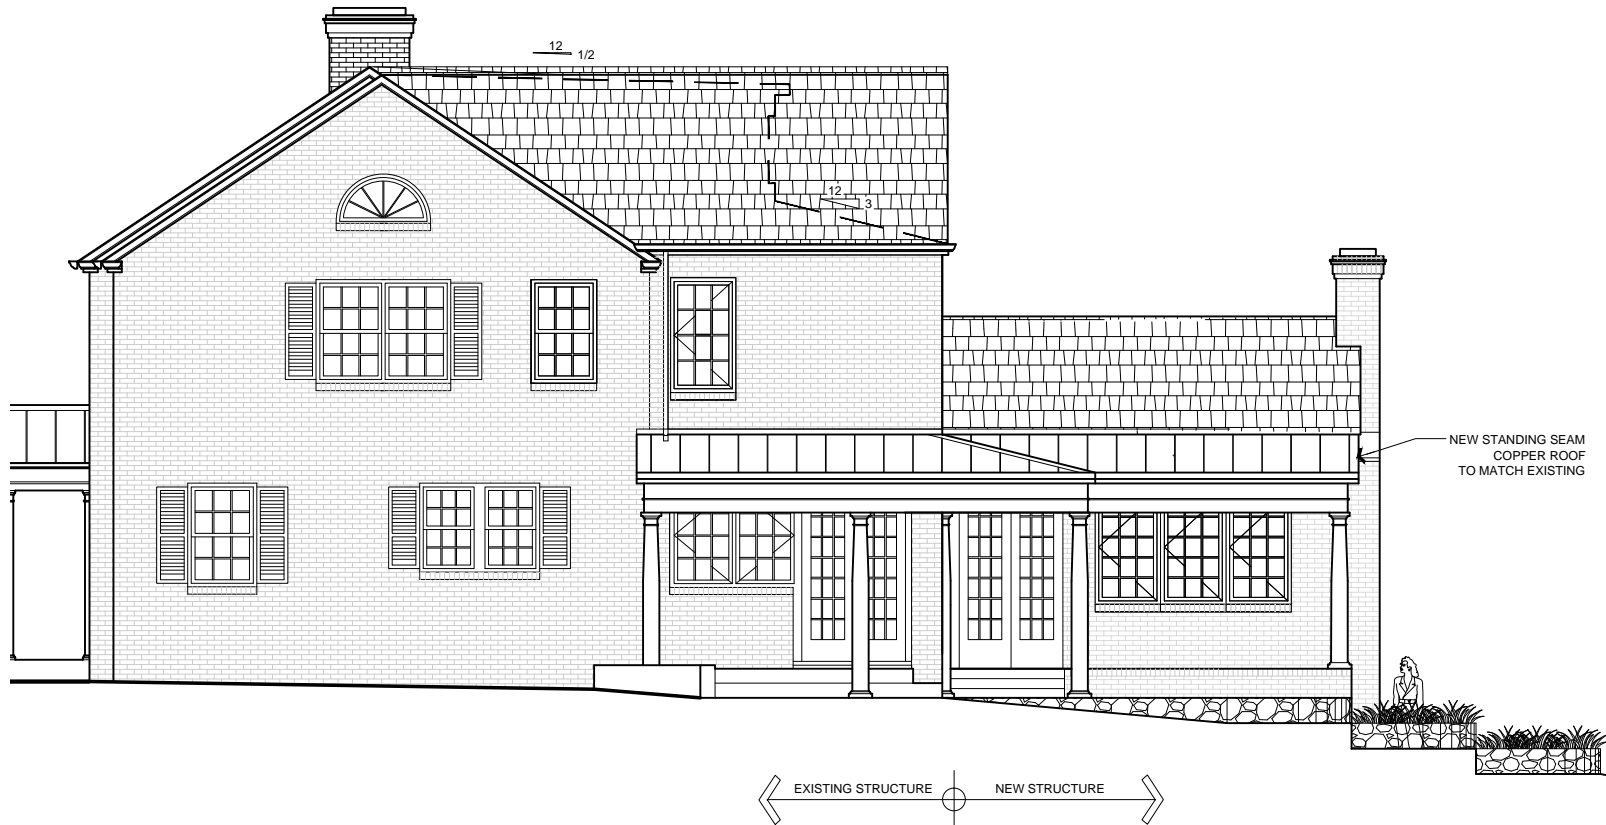 12
1/2
12
3
NEW STANDING SEAM
COPPER ROOF
TO MATCH EXISTING
EXISTING STRUCTURE
NEW STRUCTURE